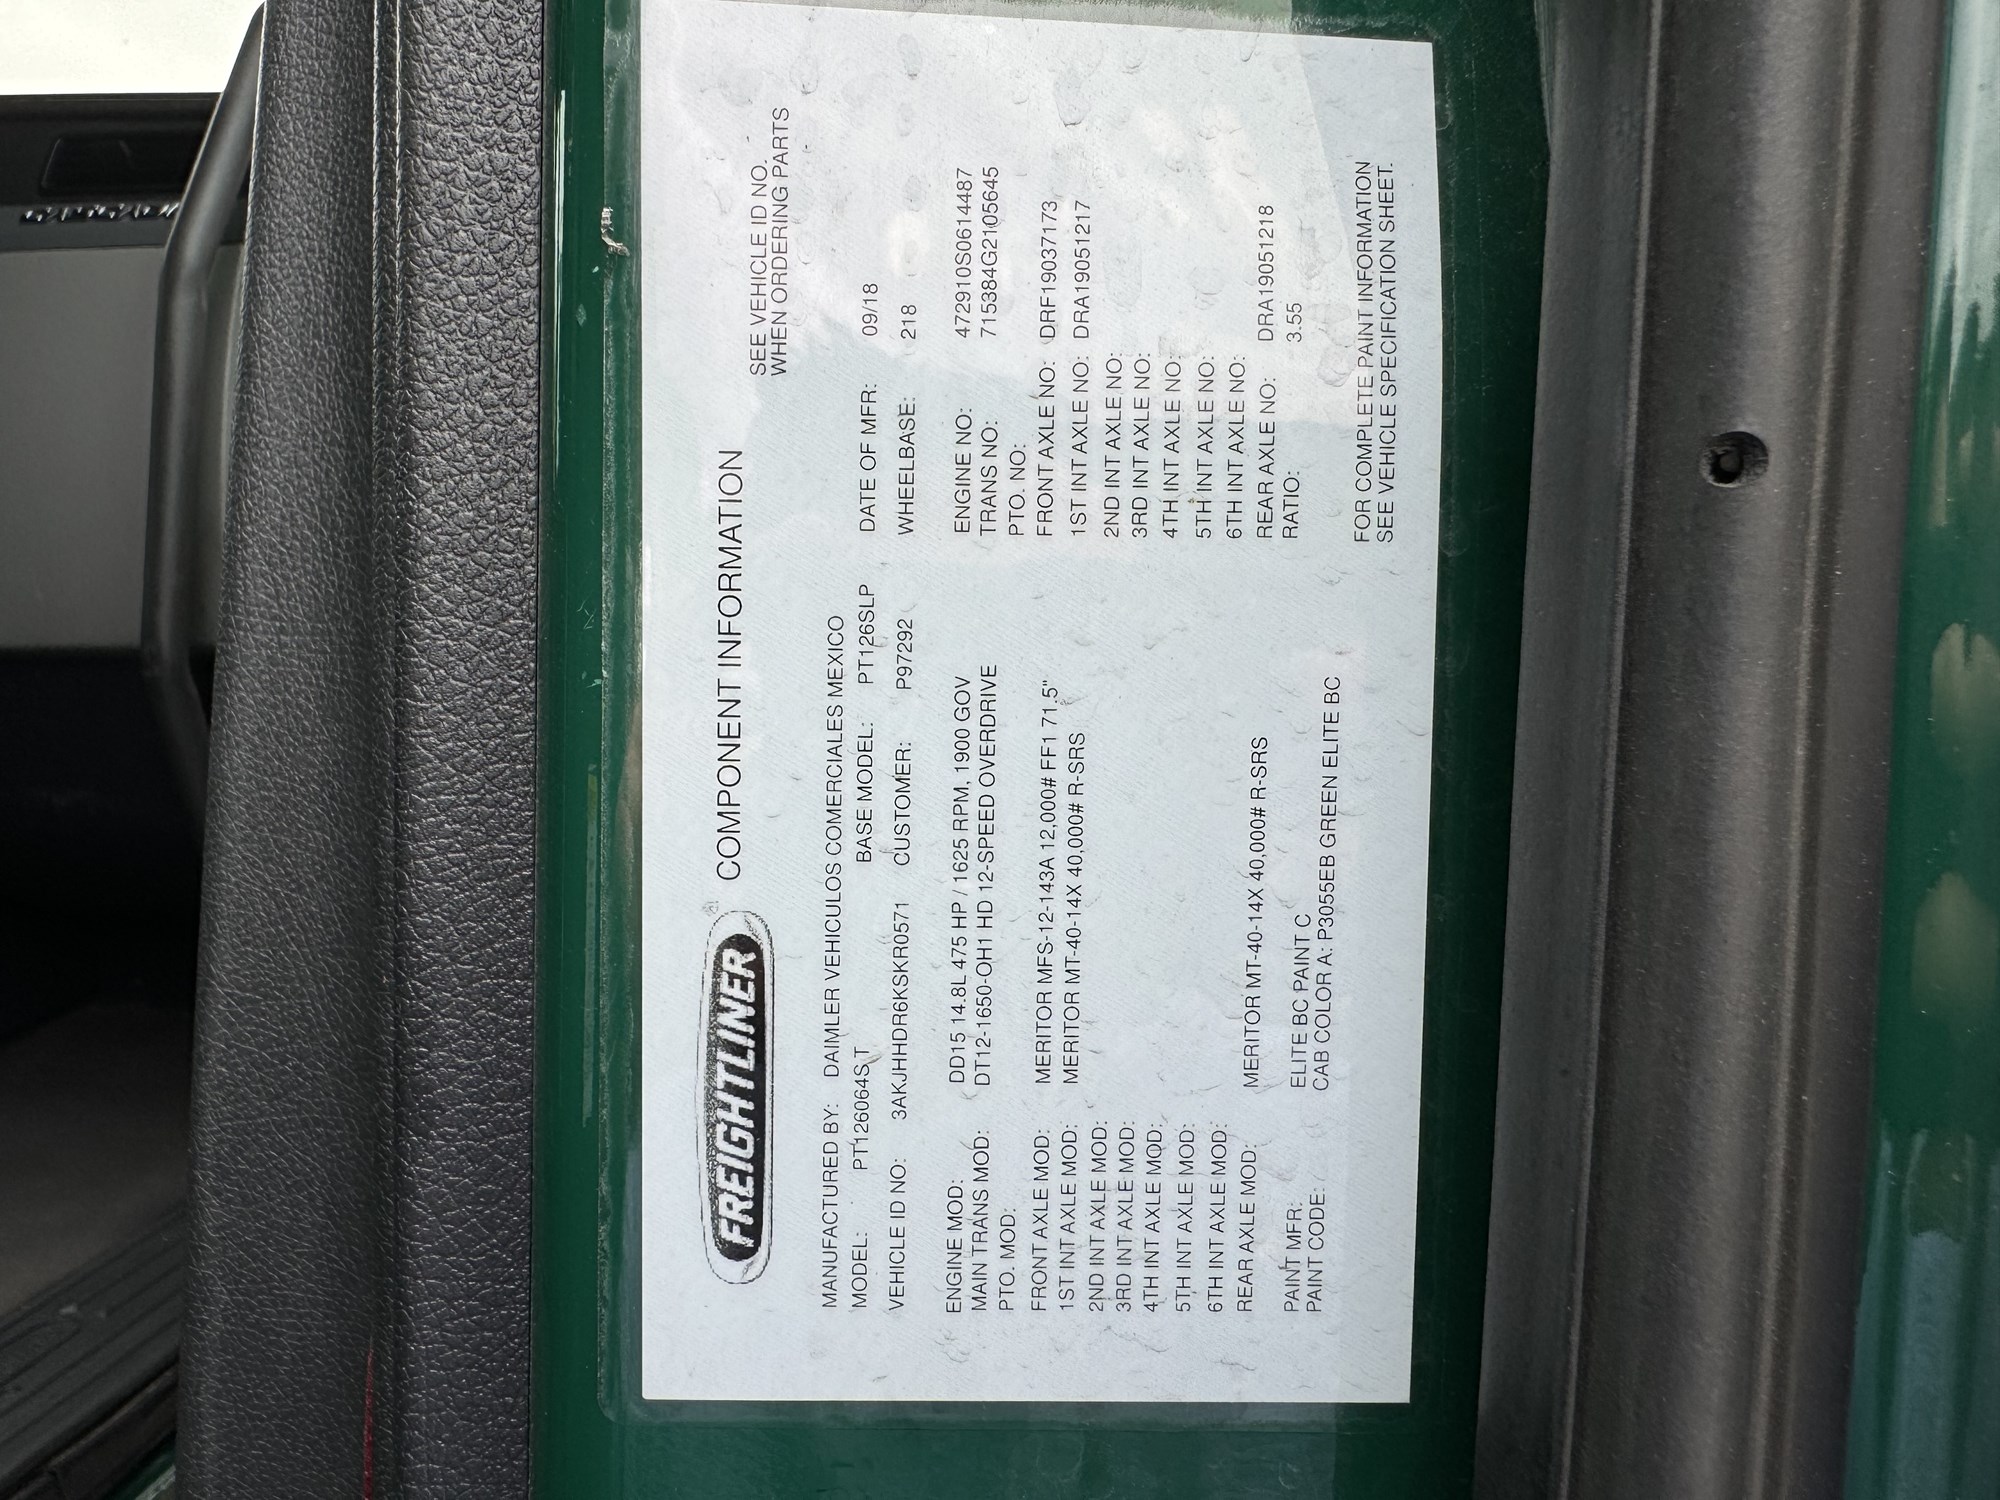 FREIGHTLINER ® COMPONENT INFORMATION
SEE VEHICLE ID NO.
WHEN ORDERING PARTS
MANUFACTURED BY: DAIMLER VEHICULOS COMERCIALES MEXICO
MODEL: PT126064S T BASE MODEL: PT126SLP DATE OF MFR: 09/18
VEHICLE ID NO: 3AKJHHDR6KSKR0571 CUSTOMER: P97292 WHEELBASE: 218
ENGINE MOD: DD15 14.8L 475 HP / 1625 RPM, 1900 GOV ENGINE NO: 472910S0614487
MAIN TRANS MOD: DT12-1650-OH1 HD 12-SPEED OVERDRIVE TRANS NO: 715384G2105645
PTO. MOD: PTO. NO:
FRONT AXLE MOD: MERITOR MFS-12-143A 12,000# FF1 71.5" FRONT AXLE NO: DRF19037173
1ST INT AXLE MOD: MERITOR MT-40-14X 40,000# R-SRS 1ST INT AXLE NO: DRA19051217
2ND INT AXLE MOD: 2ND INT AXLE NO:
3RD INT AXLE MOD: 3RD INT AXLE NO:
4TH INT AXLE MOD: 4TH INT AXLE NO:
5TH INT AXLE MOD: 5TH INT AXLE NO:
6TH INT AXLE MOD: 6TH INT AXLE NO:
REAR AXLE MOD: MERITOR MT-40-14X 40,000# R-SRS REAR AXLE NO: DRA19051218
RATIO: 3.55
PAINT MFR: ELITE BC PAINT C
PAINT CODE: CAB COLOR A: P3055EB GREEN ELITE BC
FOR COMPLETE PAINT INFORMATION
SEE VEHICLE SPECIFICATION SHEET.